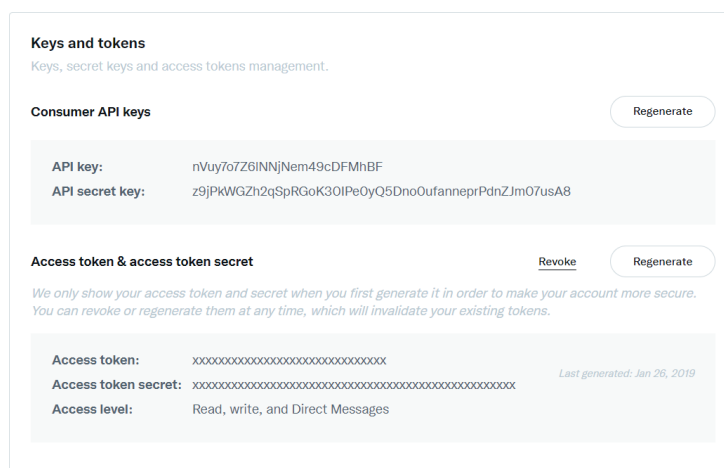 Keys and tokens
Keys, secret keys and access tokens management.
Consumer API keys
Regenerate
API key: nVuy7o7Z6INNjNem49cDFMhBF
API secret key: z9jPkWGZh2qSpRGoK3OIPe0yQ5Dno0ufanneprPdnZJm07usA8
Access token & access token secret
Revoke
Regenerate
We only show your access token and secret when you first generate it in order to make your account more secure.
You can revoke or regenerate them at any time, which will invalidate your existing tokens.
Access token: xxxxxxxxxxxxxxxxxxxxxxxxxxxxxx
Last generated: Jan 26, 2019
Access token secret: xxxxxxxxxxxxxxxxxxxxxxxxxxxxxxxxxxxxxxxxxxxxxxxxxx
Access level: Read, write, and Direct Messages